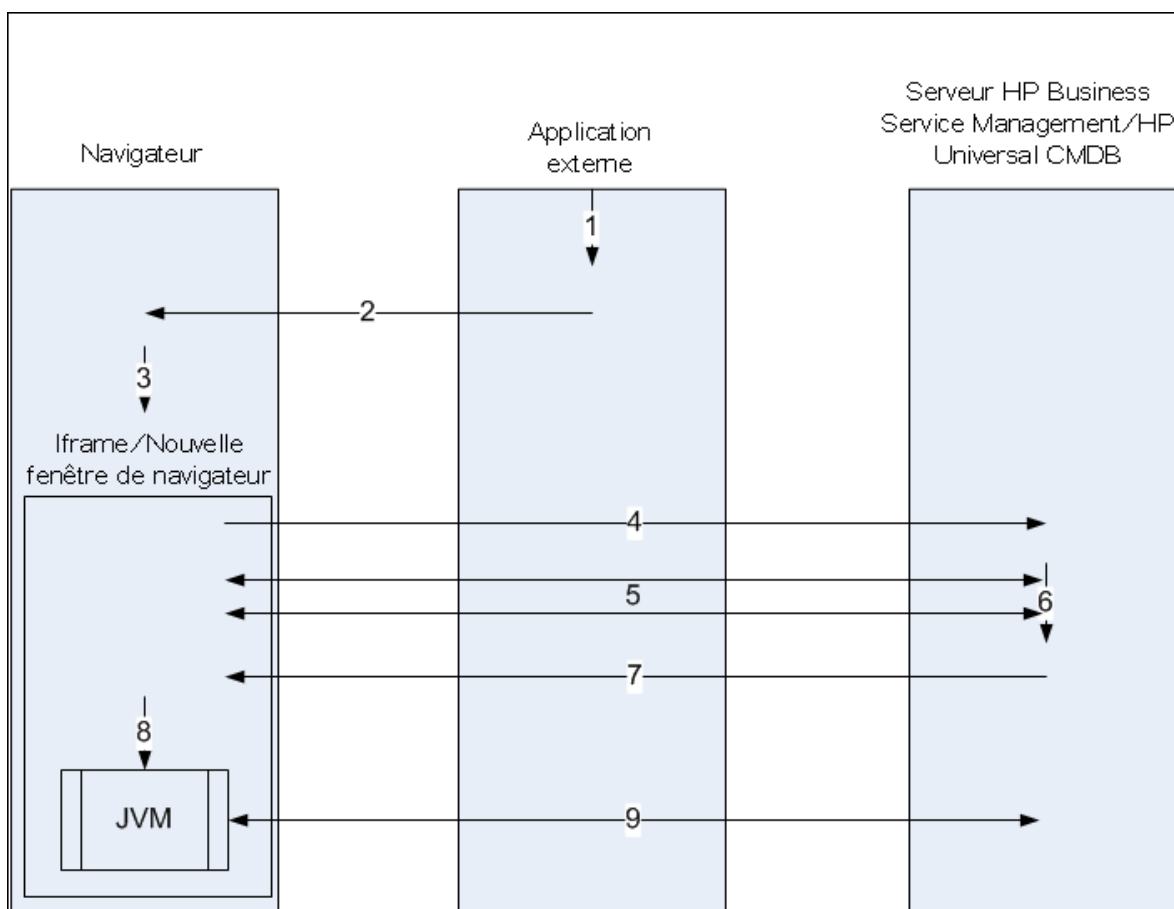 Navigateur
Application
externe
Serveur HP Business
Service Management/HP
Universal CMDB
1
2
3
Iframe/Nouvelle
fenêtre de navigateur
4
5
6
7
8
JVM
9